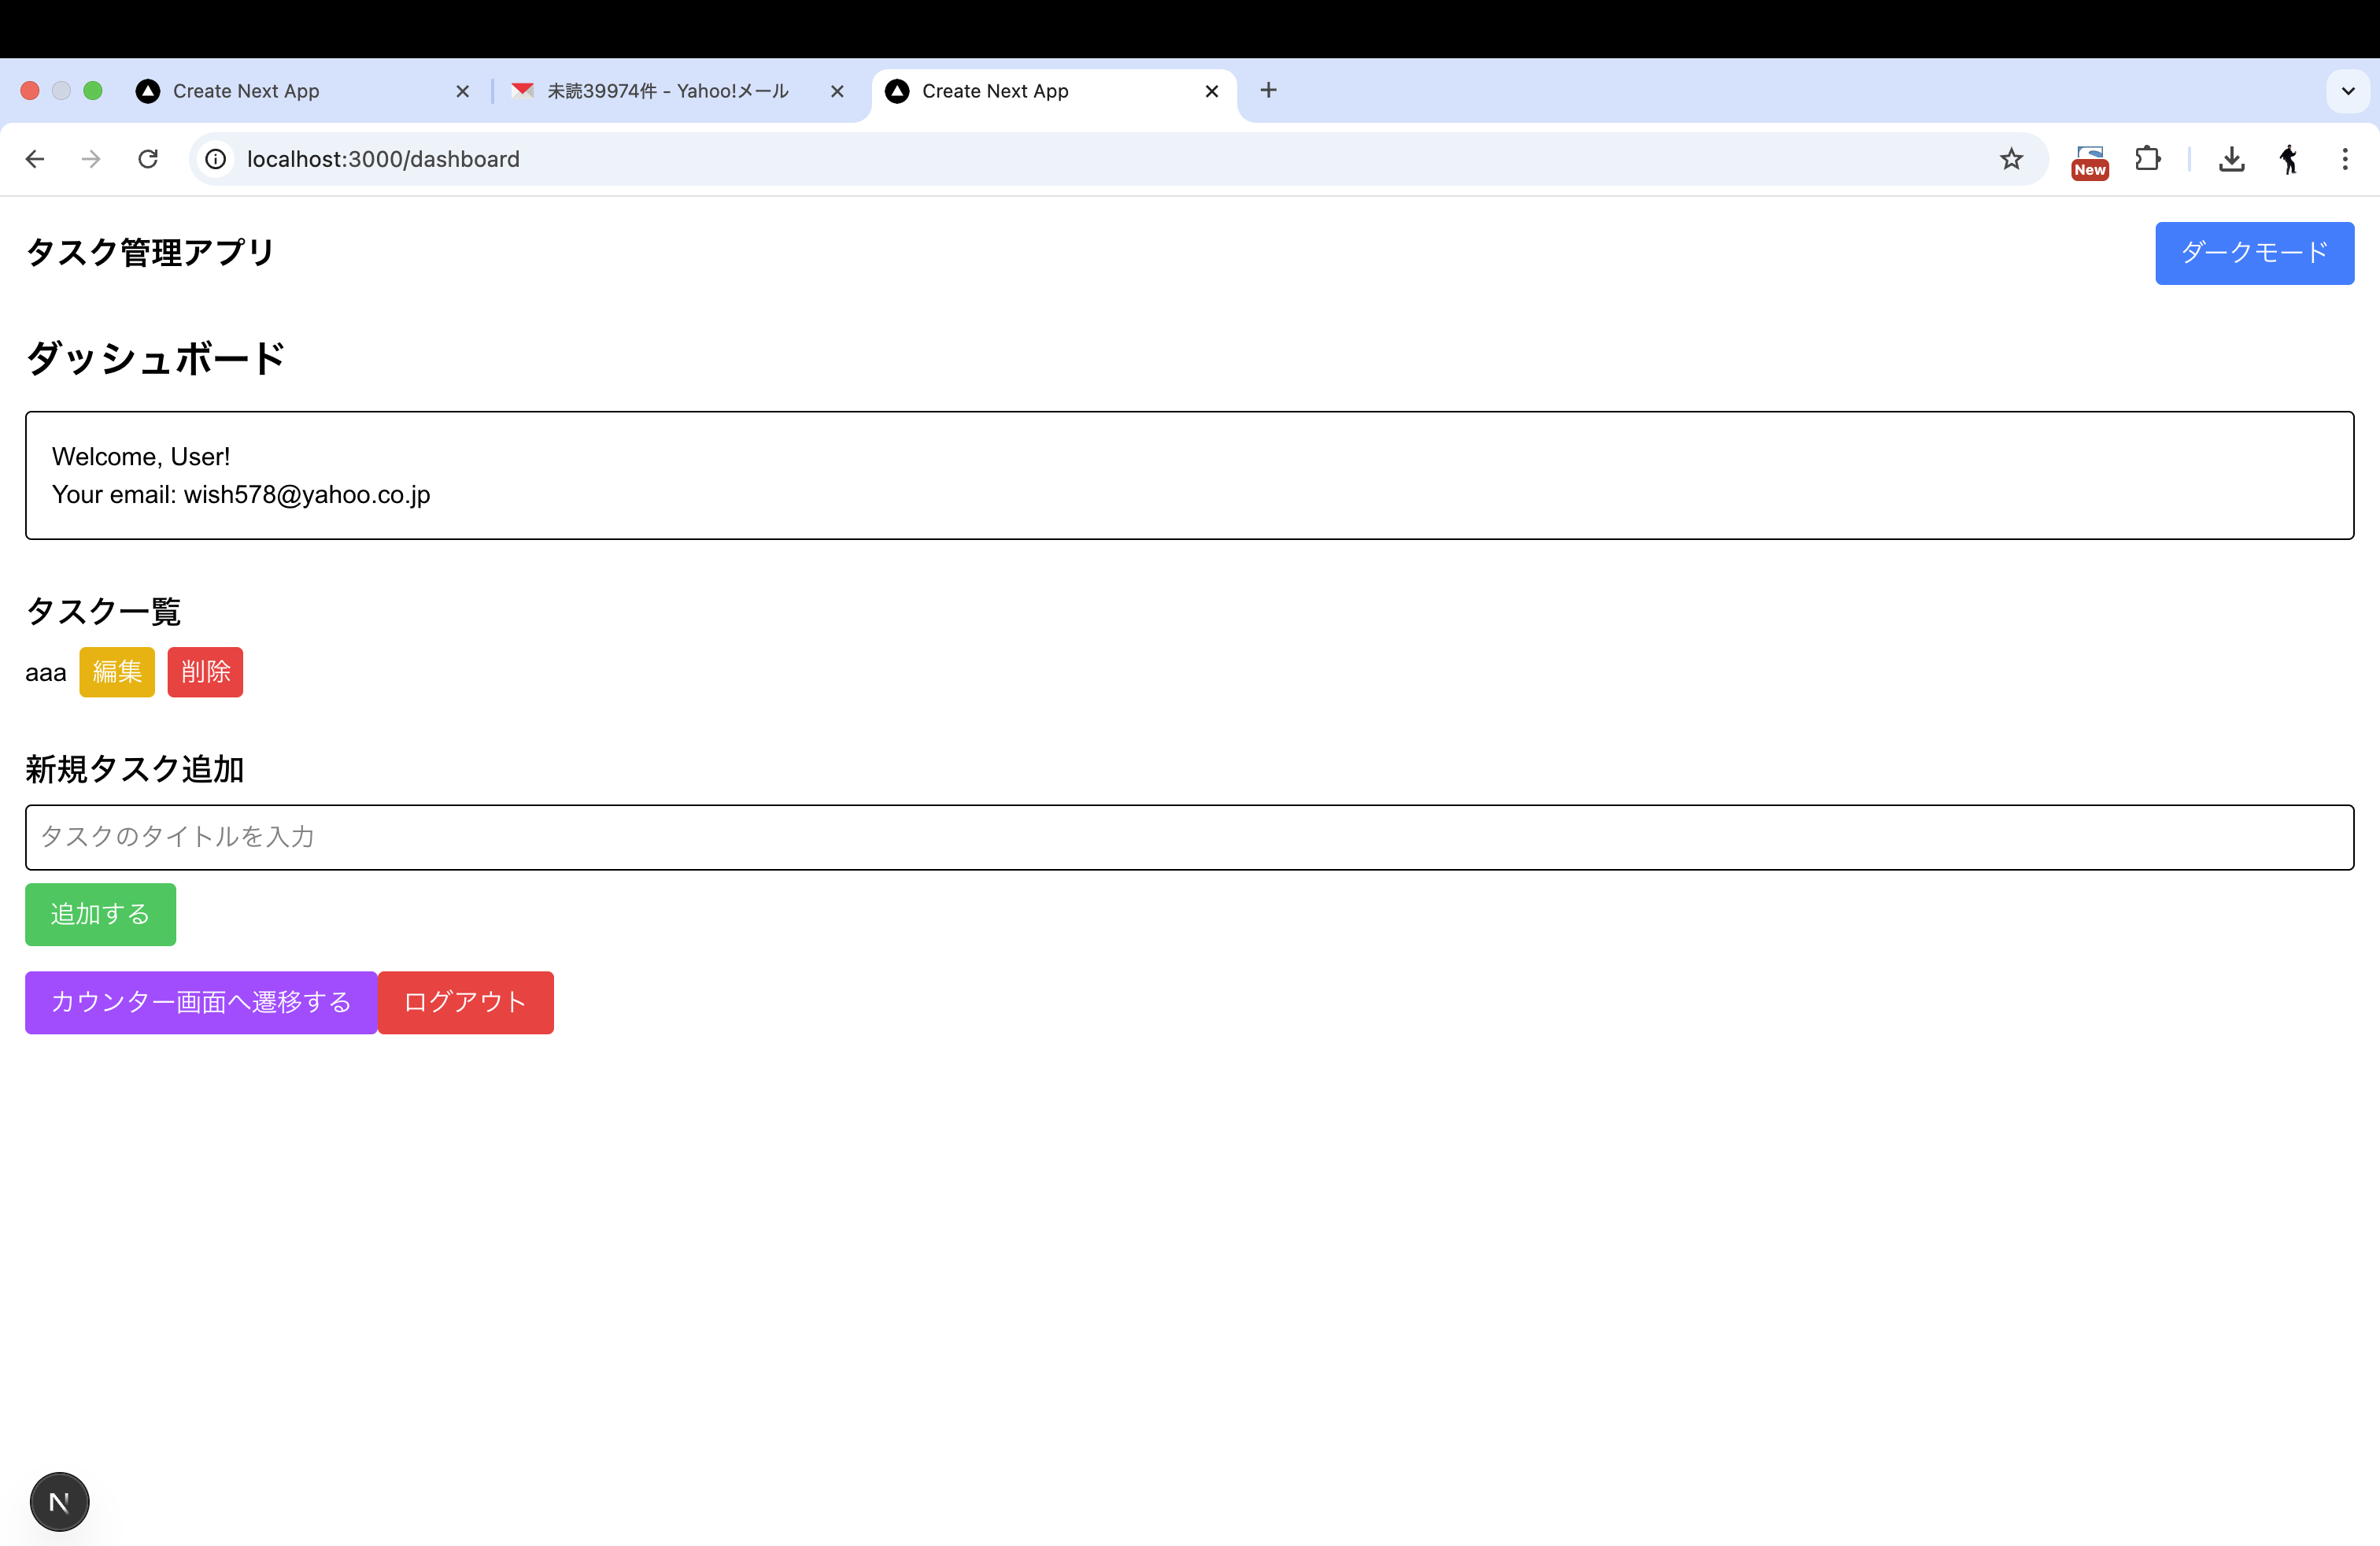 Create Next App
未読39974件 - Yahoo!メール
Create Next App
localhost:3000/dashboard
New
タスク管理アプリ
ダークモード
ダッシュボード
Welcome, User!
Your email: wish578@yahoo.co.jp
タスク一覧
aaa 編集 削除
新規タスク追加
タスクのタイトルを入力
追加する
カウンター画面へ遷移する ログアウト
N